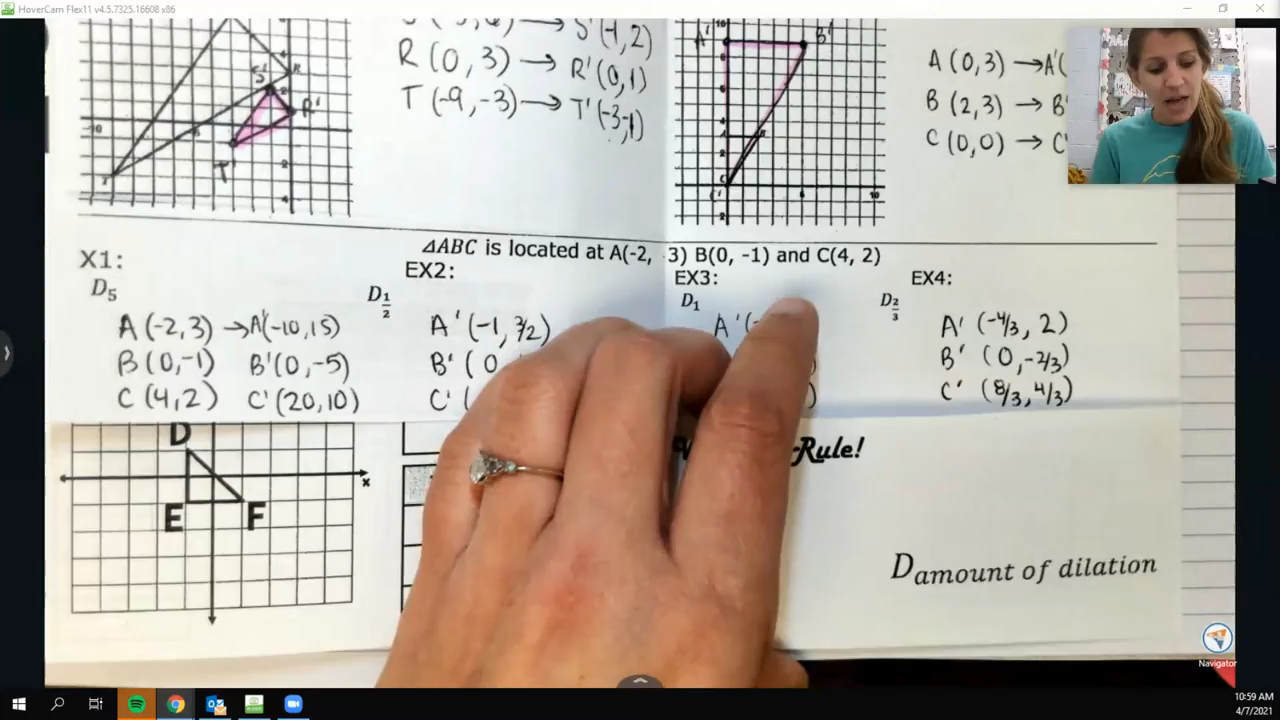 HoverCam Flex11
v4.5.7325.16608 x86
R (0, 3) → R'(0,1)
T (-9, -3) → T'(-3,-1)
S'
R
R'
T'
-10
A'
B'
C
C'
6
10
A (0,3) → A'(
B (2,3) → B'
C (0,0) → C'
ΔABC is located at A(-2, 3) B(0, -1) and C(4, 2)
X1:
D₅
A (-2,3) → A'(-10,15)
B (0,-1) B'(0,-5)
C (4,2) C'(20,10)
EX2:
D½
A' (-1, 3/2)
B' ( 0
C' (
EX3:
D₁
A' (-
EX4:
D⅔
A' (-4/3, 2)
B' (0, -2/3)
C' (8/3, 4/3)
D
E
F
x
Rule!
D amount of dilation
Navigator
10:59 AM
4/7/2021